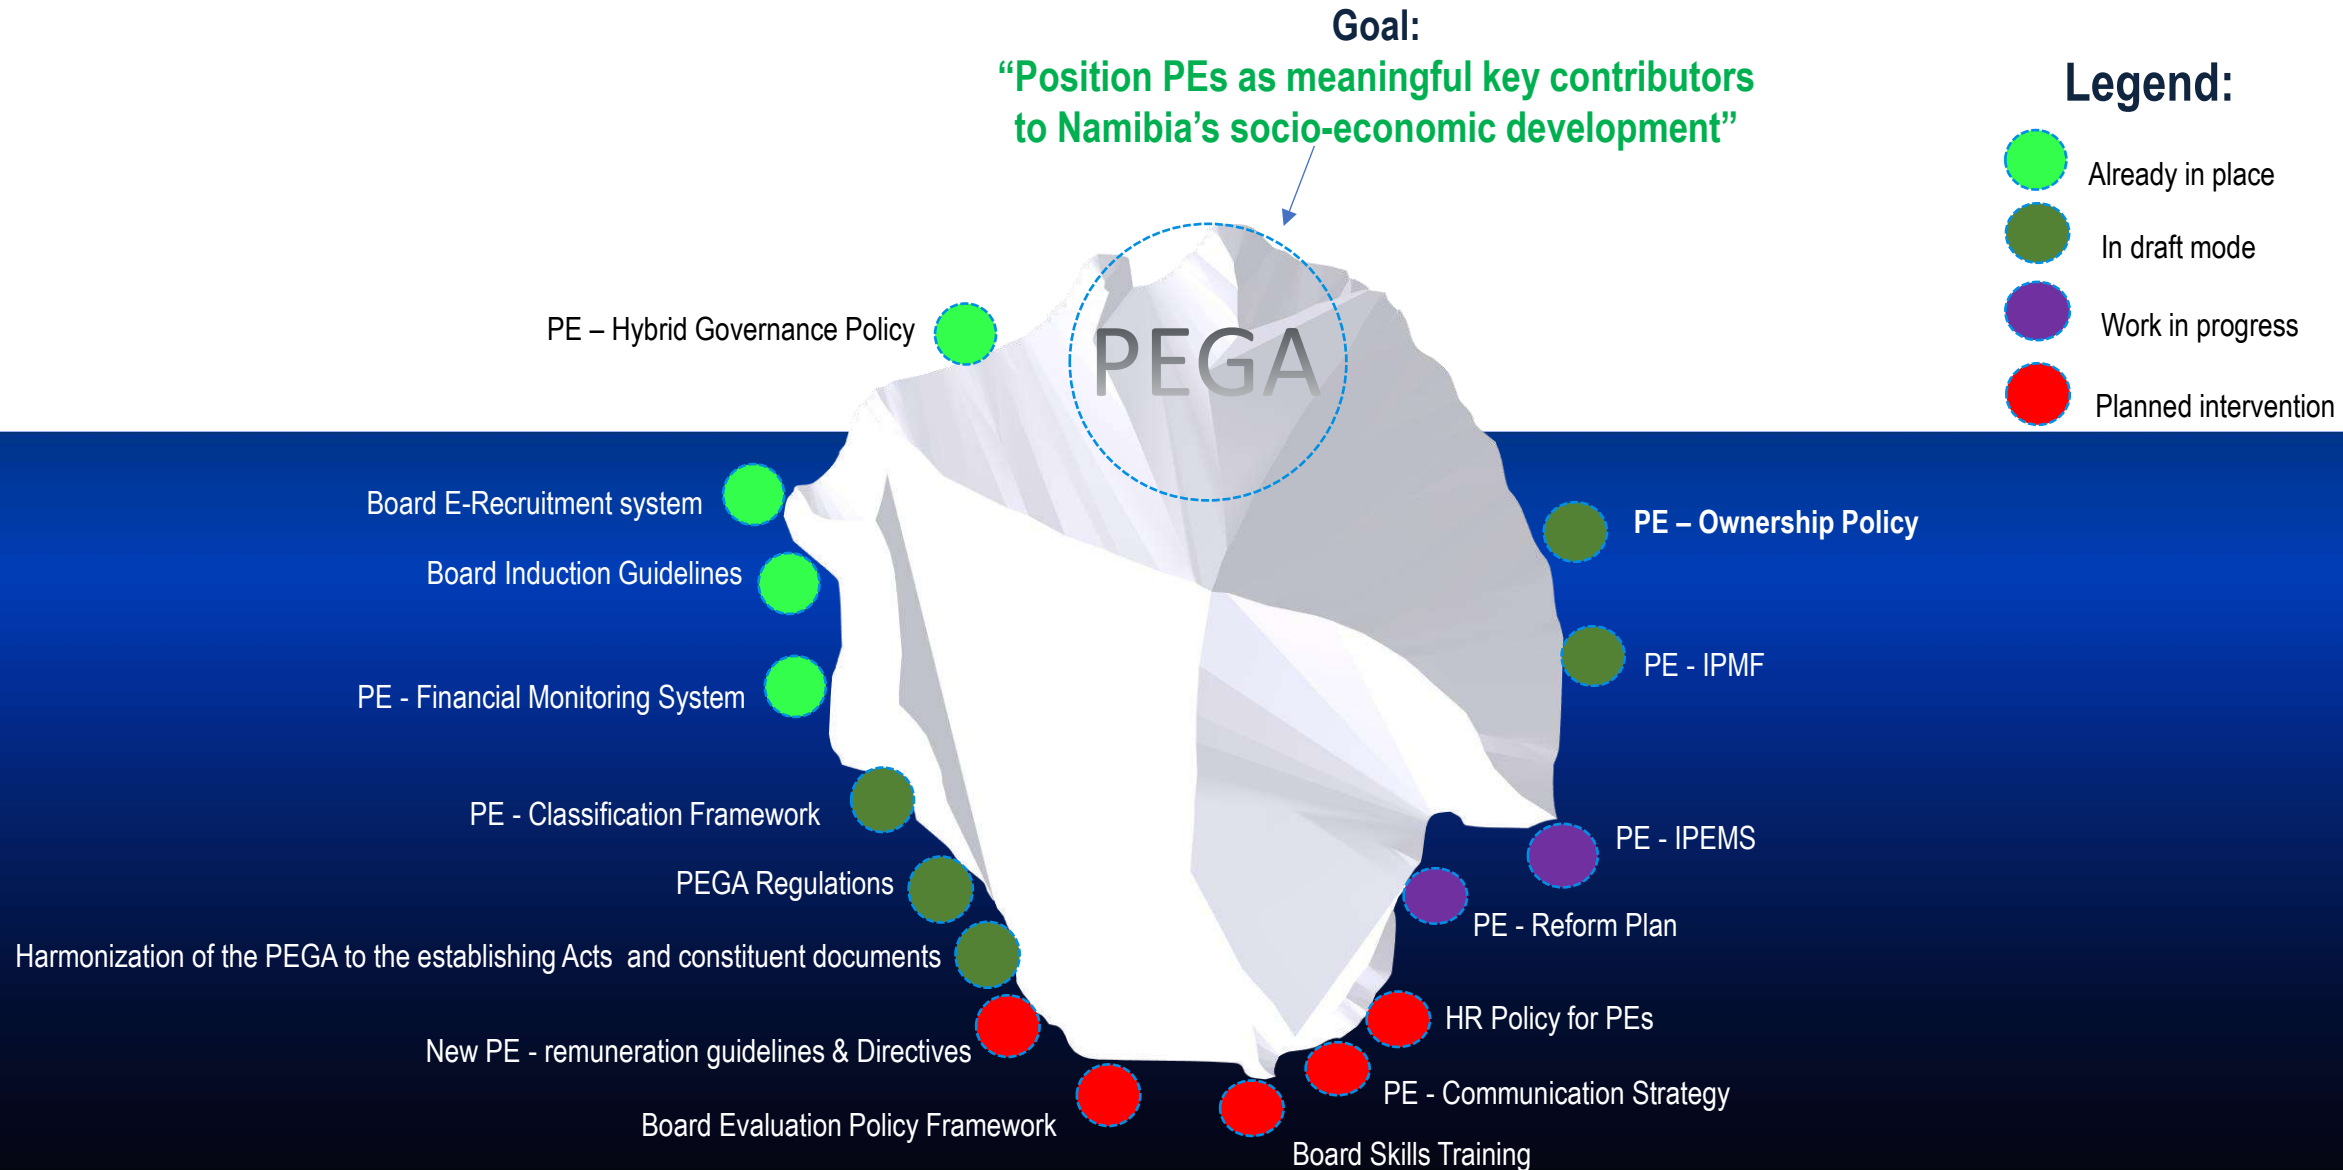 Goal:
“Position PEs as meaningful key contributors
to Namibia’s socio-economic development”
Legend:
Already in place
In draft mode
Work in progress
Planned intervention
PEGA
PE – Hybrid Governance Policy
Board E-Recruitment system
Board Induction Guidelines
PE - Financial Monitoring System
PE - Classification Framework
PEGA Regulations
Harmonization of the PEGA to the establishing Acts  and constituent documents
New PE - remuneration guidelines & Directives
Board Evaluation Policy Framework
PE – Ownership Policy
PE - IPMF
PE - IPEMS
PE - Reform Plan
HR Policy for PEs
PE - Communication Strategy
Board Skills Training